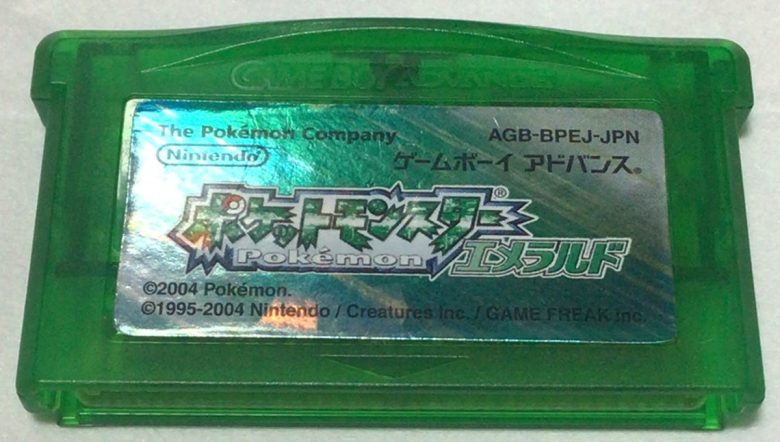 GAME BOY ADVANCE
The Pokémon Company AGB-BPEJ-JPN
Nintendo ゲームボーイ アドバンス®
ポケットモンスター®
Pokémon エメラルド
©2004 Pokémon.
©1995-2004 Nintendo / Creatures Inc. / GAME FREAK inc.